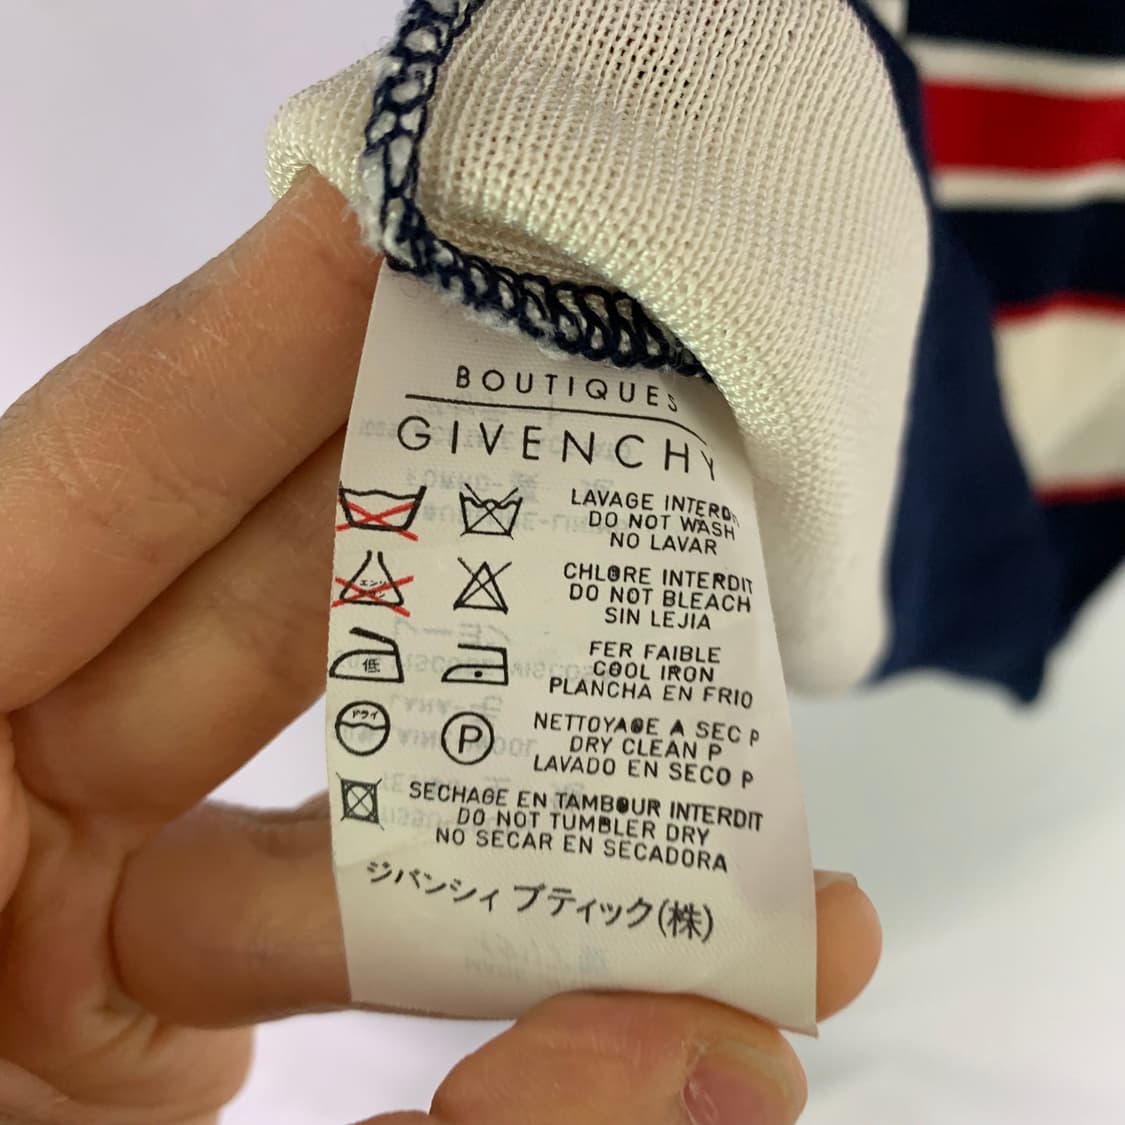 BOUTIQUES
GIVENCHY
LAVAGE INTERDIT
DO NOT WASH
NO LAVAR
エンソ
CHLORE INTERDIT
DO NOT BLEACH
SIN LEJIA
低
FER FAIBLE
COOL IRON
PLANCHA EN FRIO
ドライ
P
NETTOYAGE A SEC P
DRY CLEAN P
LAVADO EN SECO P
SECHAGE EN TAMBOUR INTERDIT
DO NOT TUMBLER DRY
NO SECAR EN SECADORA
ジバンシィ ブティック(株)